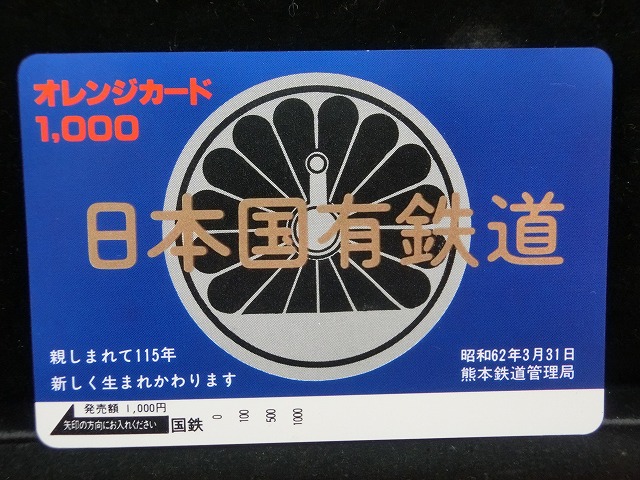 オレンジカード
1,000
日本国有鉄道
親しまれて115年
新しく生まれかわります
昭和62年3月31日
熊本鉄道管理局
発売額 1,000円
矢印の方向にお入れください
国鉄
0 100 500 1000